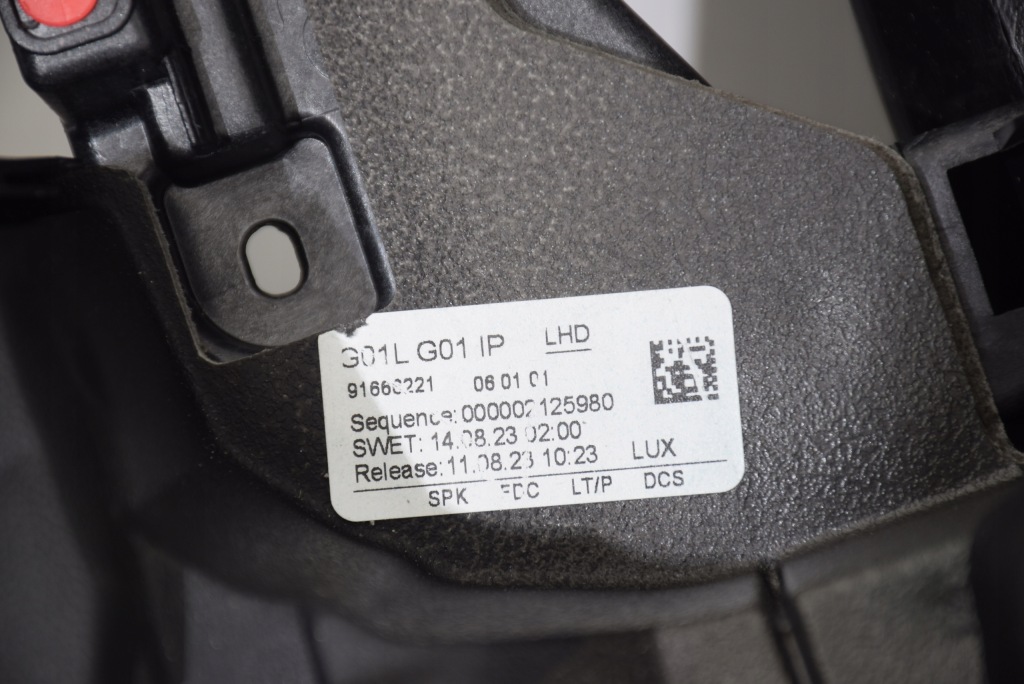 G01L G01 IP LHD
91660221 06 01 01
Sequence: 000002125980
SWET: 14.08.23 02:00
Release: 11.08.23 10:23 LUX
SPK FDC LT/P DCS